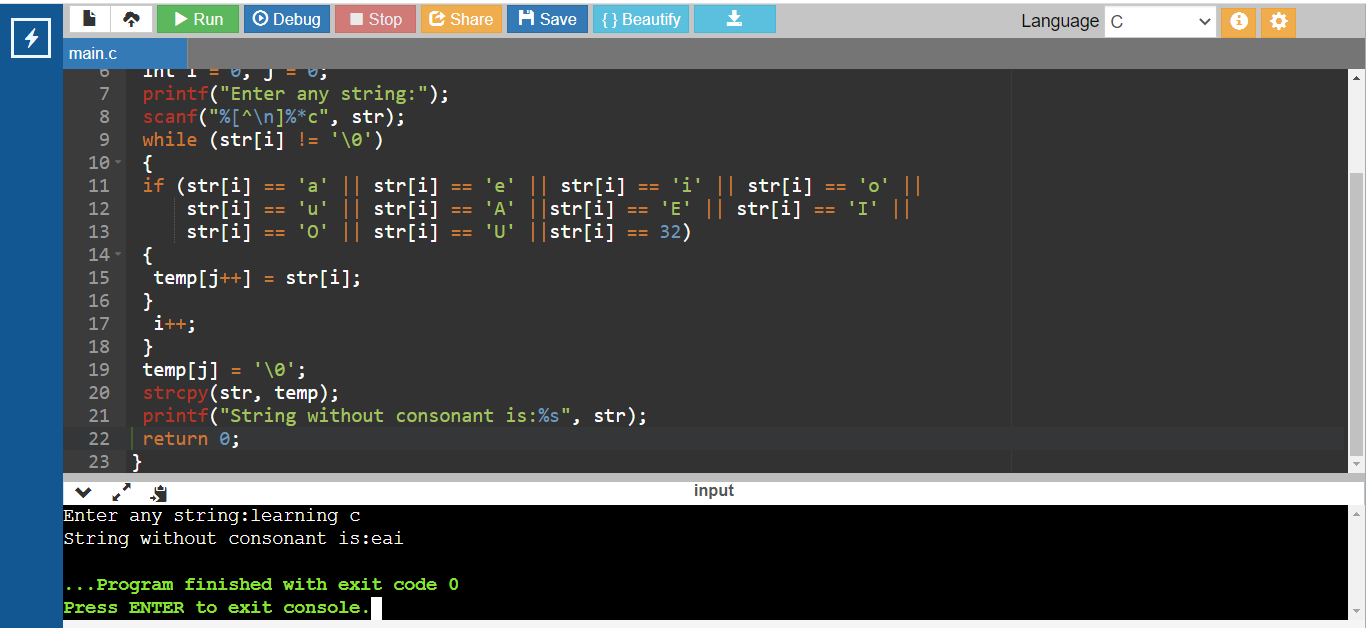 Run Debug Stop Share Save { } Beautify Language C
main.c
6 int i = 0, j = 0;
7 printf("Enter any string:");
8 scanf("%[^\n]%*c", str);
9 while (str[i] != '\0')
10 {
11 if (str[i] == 'a' || str[i] == 'e' || str[i] == 'i' || str[i] == 'o' ||
12 str[i] == 'u' || str[i] == 'A' ||str[i] == 'E' || str[i] == 'I' ||
13 str[i] == 'O' || str[i] == 'U' ||str[i] == 32)
14 {
15 temp[j++] = str[i];
16 }
17 i++;
18 }
19 temp[j] = '\0';
20 strcpy(str, temp);
21 printf("String without consonant is:%s", str);
22 return 0;
23 }
input
Enter any string:learning c
String without consonant is:eai
...Program finished with exit code 0
Press ENTER to exit console.